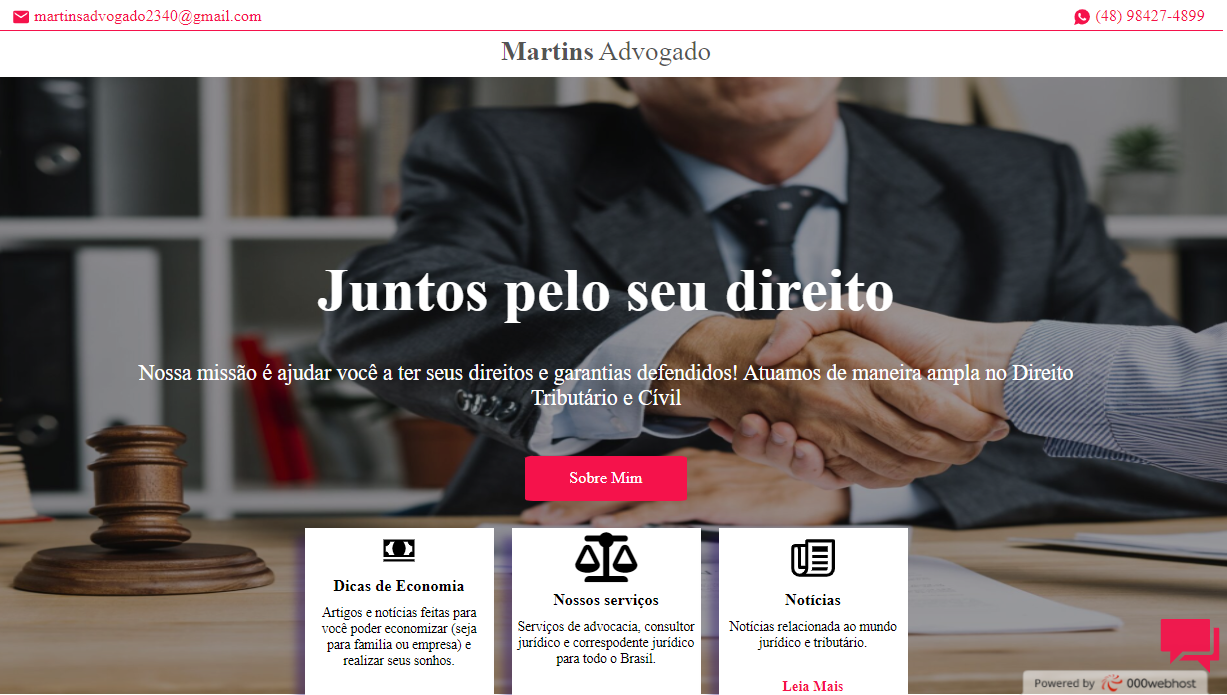 martinsadvogado2340@gmail.com
(48) 98427-4899
Martins Advogado
Juntos pelo seu direito
Nossa missão é ajudar você a ter seus direitos e garantias defendidos! Atuamos de maneira ampla no Direito
Tributário e Cívil
Sobre Mim
Dicas de Economia
Artigos e notícias feitas para
você poder economizar (seja
para familia ou empresa) e
realizar seus sonhos.
Nossos serviços
Serviços de advocacia, consultor
jurídico e correspodente jurídico
para todo o Brasil.
Notícias
Notícias relacionada ao mundo
jurídico e tributário.
Leia Mais
Powered by 000webhost